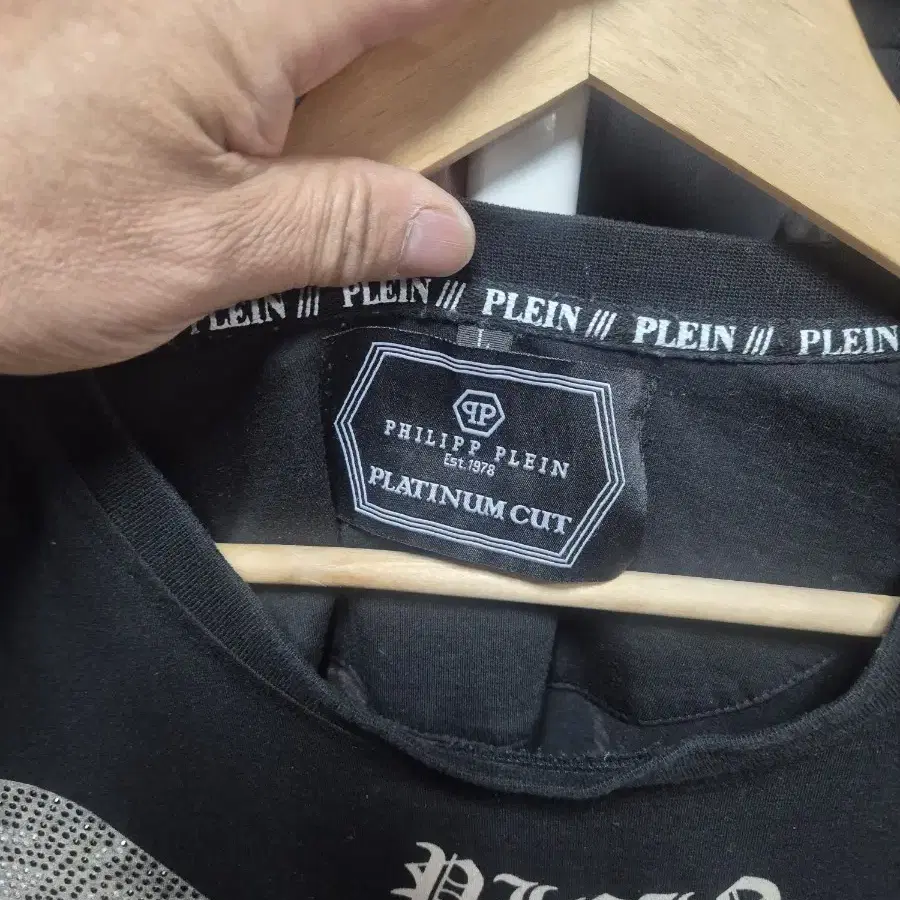 PLEIN /// PLEIN /// PLEIN /// PLEIN /// PLEIN
L
PP
PHILIPP PLEIN
Est.1978
PLATINUM CUT